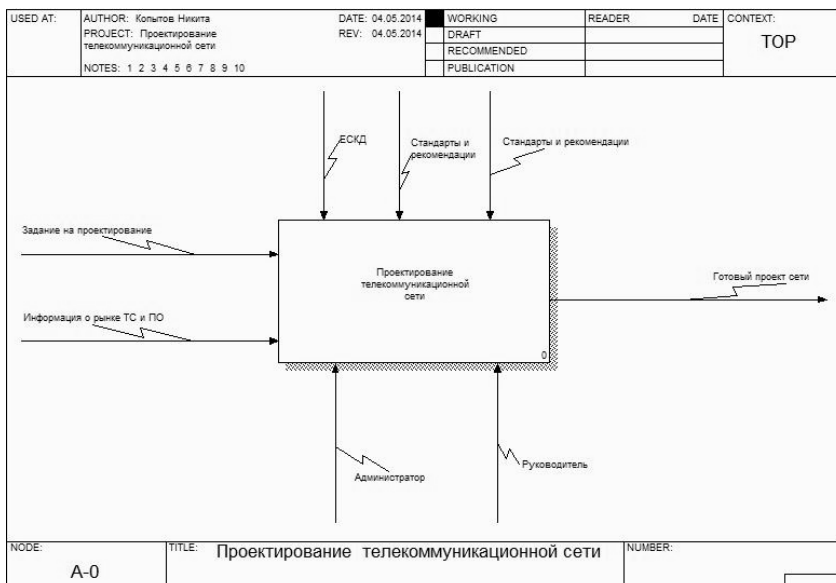 USED AT:
AUTHOR: Копытов Никита
DATE: 04.05.2014
WORKING
READER
DATE
CONTEXT:
PROJECT: Проектирование
телекоммуникационной сети
REV: 04.05.2014
DRAFT
TOP
RECOMMENDED
NOTES: 1 2 3 4 5 6 7 8 9 10
PUBLICATION
ЕСКД
Стандарты и
рекомендации
Стандарты и рекомендации
Задание на проектирование
Проектирование
телекоммуникационной
сети
Готовый проект сети
Информация о рынке ТС и ПО
0
Администратор
Руководитель
NODE:
A-0
TITLE:
Проектирование телекоммуникационной сети
NUMBER: